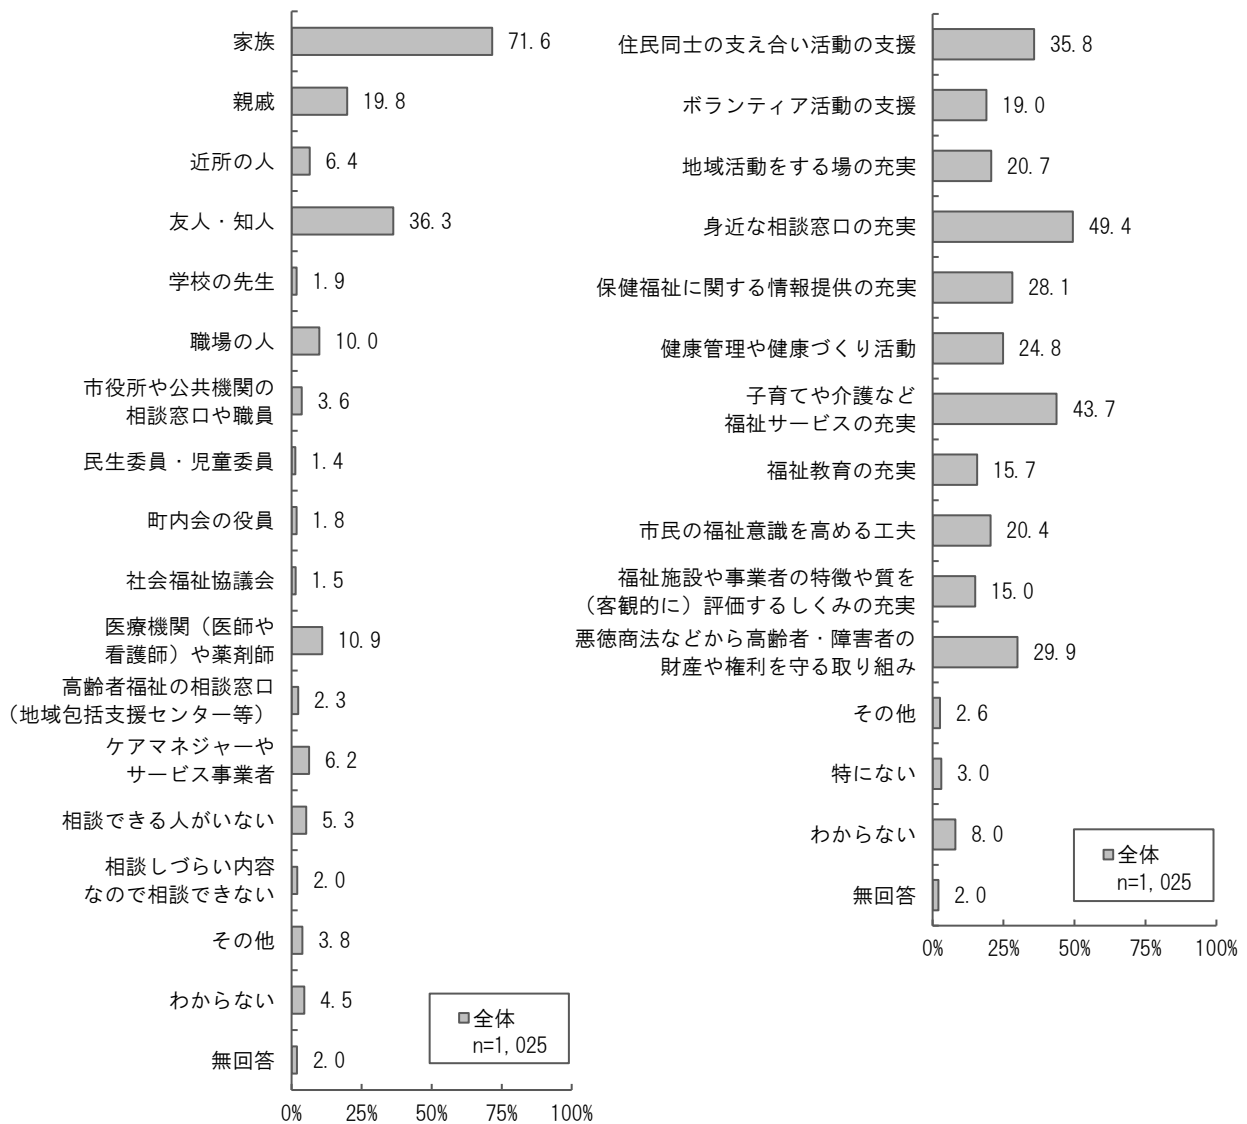 家族
71.6
親戚
19.8
近所の人
6.4
友人・知人
36.3
学校の先生
1.9
職場の人
10.0
市役所や公共機関の
相談窓口や職員
3.6
民生委員・児童委員
1.4
町内会の役員
1.8
社会福祉協議会
1.5
医療機関（医師や
看護師）や薬剤師
10.9
高齢者福祉の相談窓口
（地域包括支援センター等）
2.3
ケアマネジャーや
サービス事業者
6.2
相談できる人がいない
5.3
相談しづらい内容
なので相談できない
2.0
その他
3.8
わからない
4.5
無回答
2.0
全体
n=1,025
0% 25% 50% 75% 100%
住民同士の支え合い活動の支援
35.8
ボランティア活動の支援
19.0
地域活動をする場の充実
20.7
身近な相談窓口の充実
49.4
保健福祉に関する情報提供の充実
28.1
健康管理や健康づくり活動
24.8
子育てや介護など
福祉サービスの充実
43.7
福祉教育の充実
15.7
市民の福祉意識を高める工夫
20.4
福祉施設や事業者の特徴や質を
（客観的に）評価するしくみの充実
15.0
悪徳商法などから高齢者・障害者の
財産や権利を守る取り組み
29.9
その他
2.6
特にない
3.0
わからない
8.0
無回答
2.0
全体
n=1,025
0% 25% 50% 75% 100%